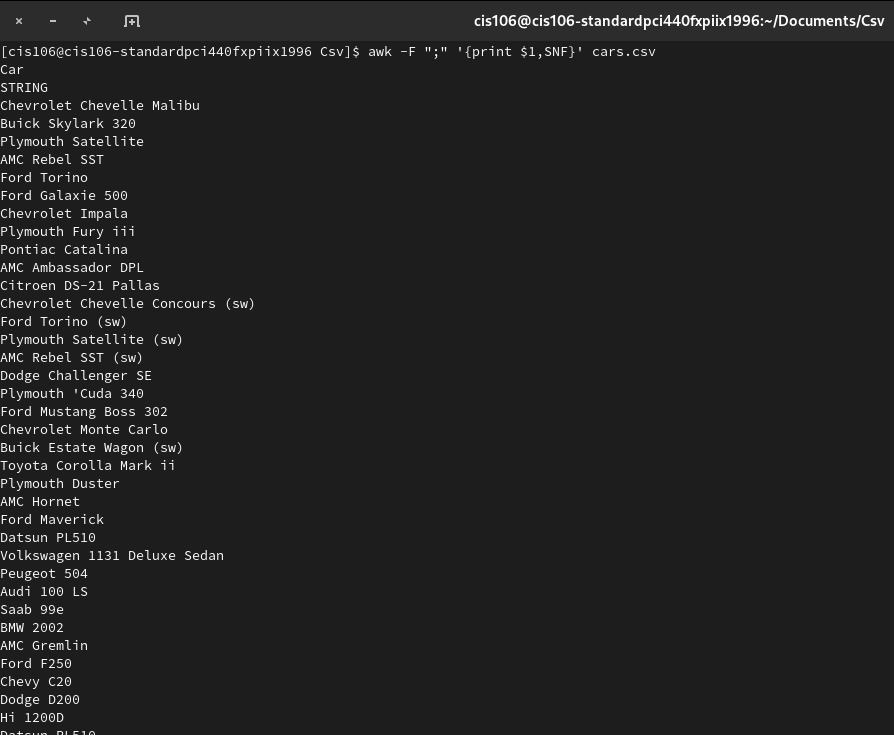 cis106@cis106-standardpci440fxpiix1996:~/Documents/Csv
[cis106@cis106-standardpci440fxpiix1996 Csv]$ awk -F ";" '{print $1,SNF}' cars.csv
Car
STRING
Chevrolet Chevelle Malibu
Buick Skylark 320
Plymouth Satellite
AMC Rebel SST
Ford Torino
Ford Galaxie 500
Chevrolet Impala
Plymouth Fury iii
Pontiac Catalina
AMC Ambassador DPL
Citroen DS-21 Pallas
Chevrolet Chevelle Concours (sw)
Ford Torino (sw)
Plymouth Satellite (sw)
AMC Rebel SST (sw)
Dodge Challenger SE
Plymouth 'Cuda 340
Ford Mustang Boss 302
Chevrolet Monte Carlo
Buick Estate Wagon (sw)
Toyota Corolla Mark ii
Plymouth Duster
AMC Hornet
Ford Maverick
Datsun PL510
Volkswagen 1131 Deluxe Sedan
Peugeot 504
Audi 100 LS
Saab 99e
BMW 2002
AMC Gremlin
Ford F250
Chevy C20
Dodge D200
Hi 1200D
Datsun PL510